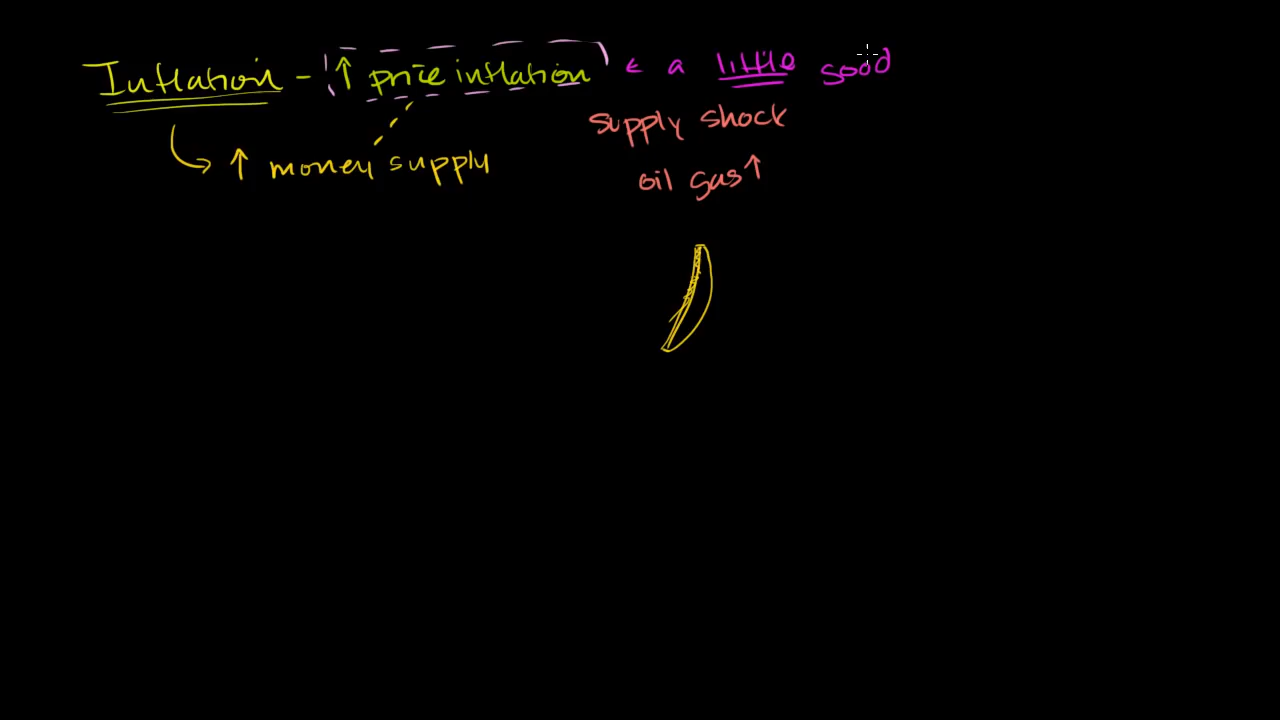 Inflation - ↑ price inflation ← a little good
↑ money supply
supply shock
oil gas ↑